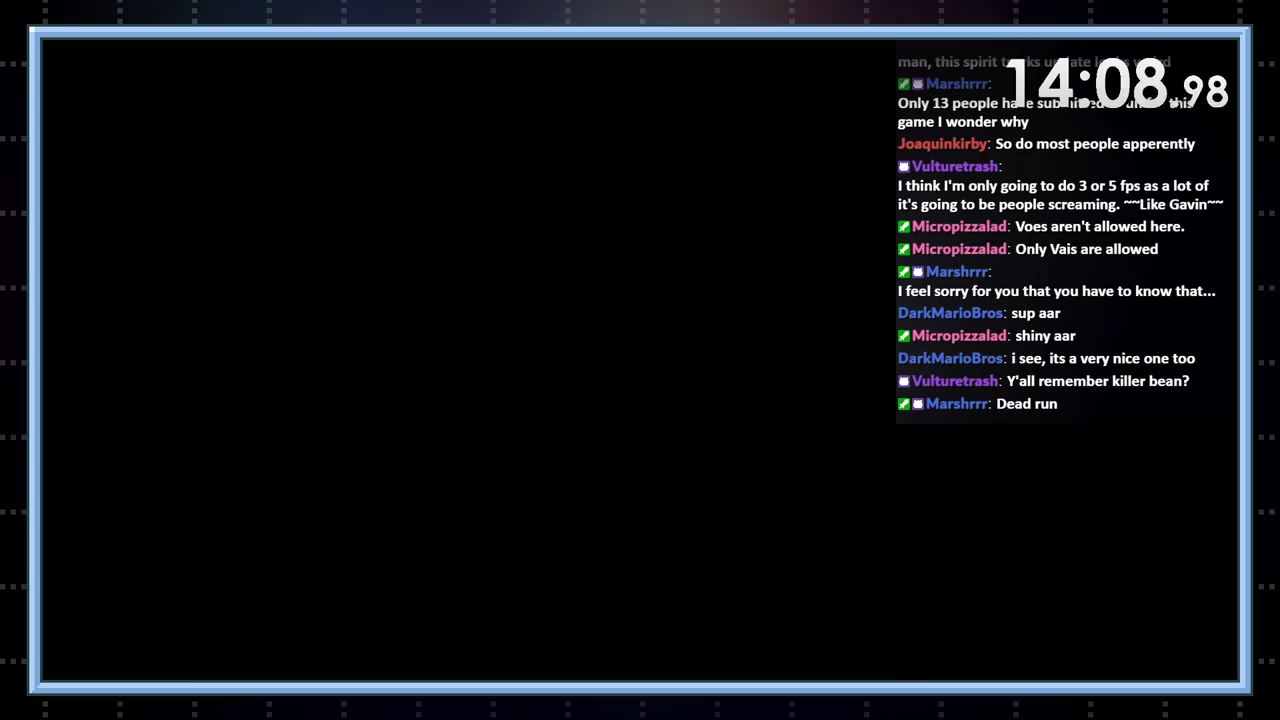 man, this spirit
14:08.98
Marshrrr:
Only 13 people have this
game I wonder why
Joaquinkirby: So do most people apperently
Vulturetrash:
I think I'm only going to do 3 or 5 fps as a lot of
it's going to be people screaming. ~~Like Gavin~~
Micropizzalad: Voes aren't allowed here.
Micropizzalad: Only Vais are allowed
Marshrrr:
I feel sorry for you that you have to know that...
DarkMarioBros: sup aar
Micropizzalad: shiny aar
DarkMarioBros: i see, its a very nice one too
Vulturetrash: Y'all remember killer bean?
Marshrrr: Dead run